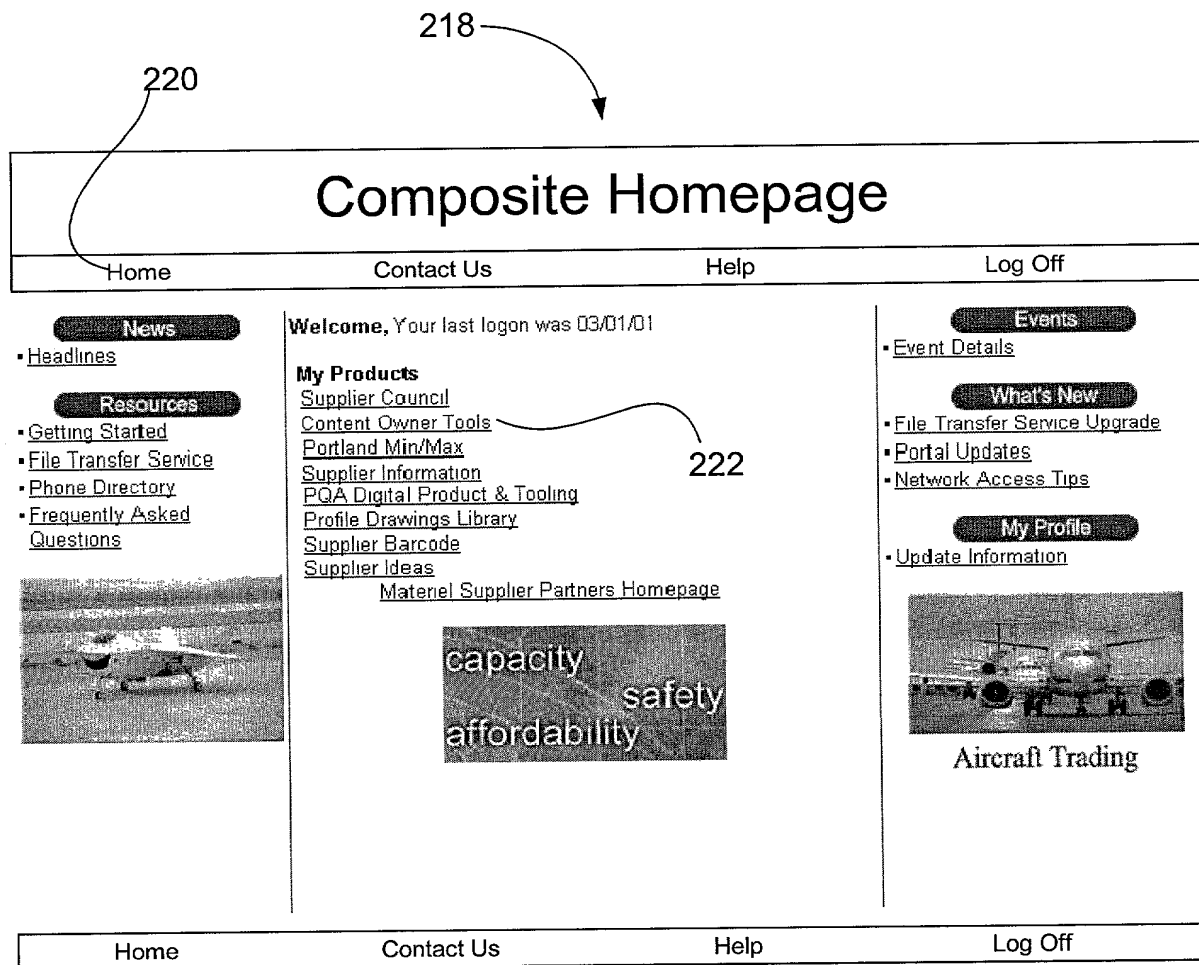 218
220
Composite Homepage
Home Contact Us Help Log Off
News
▪ Headlines
Resources
▪ Getting Started
▪ File Transfer Service
▪ Phone Directory
▪ Frequently Asked
Questions
Welcome, Your last logon was 03/01/01
My Products
Supplier Council
Content Owner Tools
222
Portland Min/Max
Supplier Information
PQA Digital Product & Tooling
Profile Drawings Library
Supplier Barcode
Supplier Ideas
Materiel Supplier Partners Homepage
capacity
safety
affordability
Events
▪ Event Details
What's New
▪ File Transfer Service Upgrade
▪ Portal Updates
▪ Network Access Tips
My Profile
▪ Update Information
Aircraft Trading
Home Contact Us Help Log Off